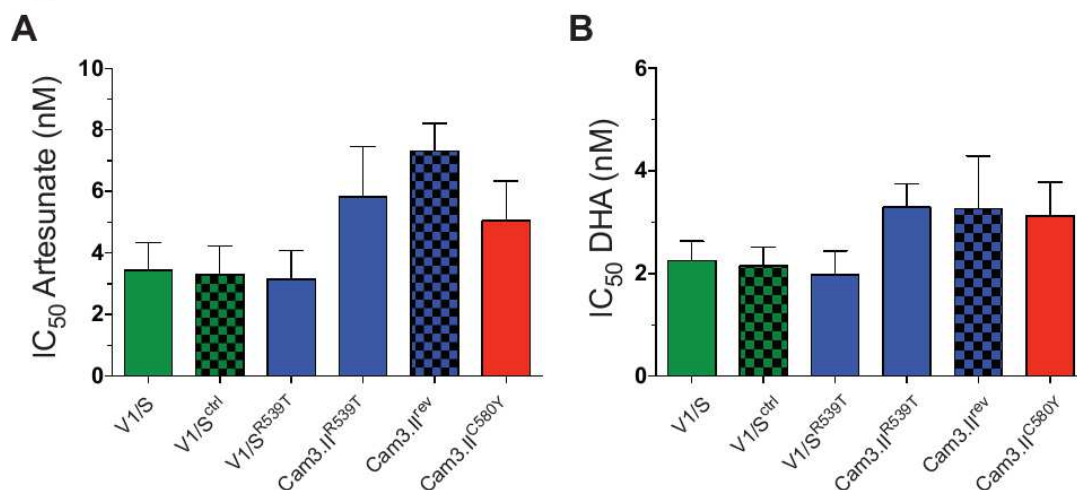 A
IC50 Artesunate (nM)
10
8
6
4
2
0
V1/S
V1/Sctrl
V1/SR539T
Cam3.IIR539T
Cam3.IIrev
Cam3.IIC580Y
B
IC50 DHA (nM)
6
4
2
0
V1/S
V1/Sctrl
V1/SR539T
Cam3.IIR539T
Cam3.IIrev
Cam3.IIC580Y